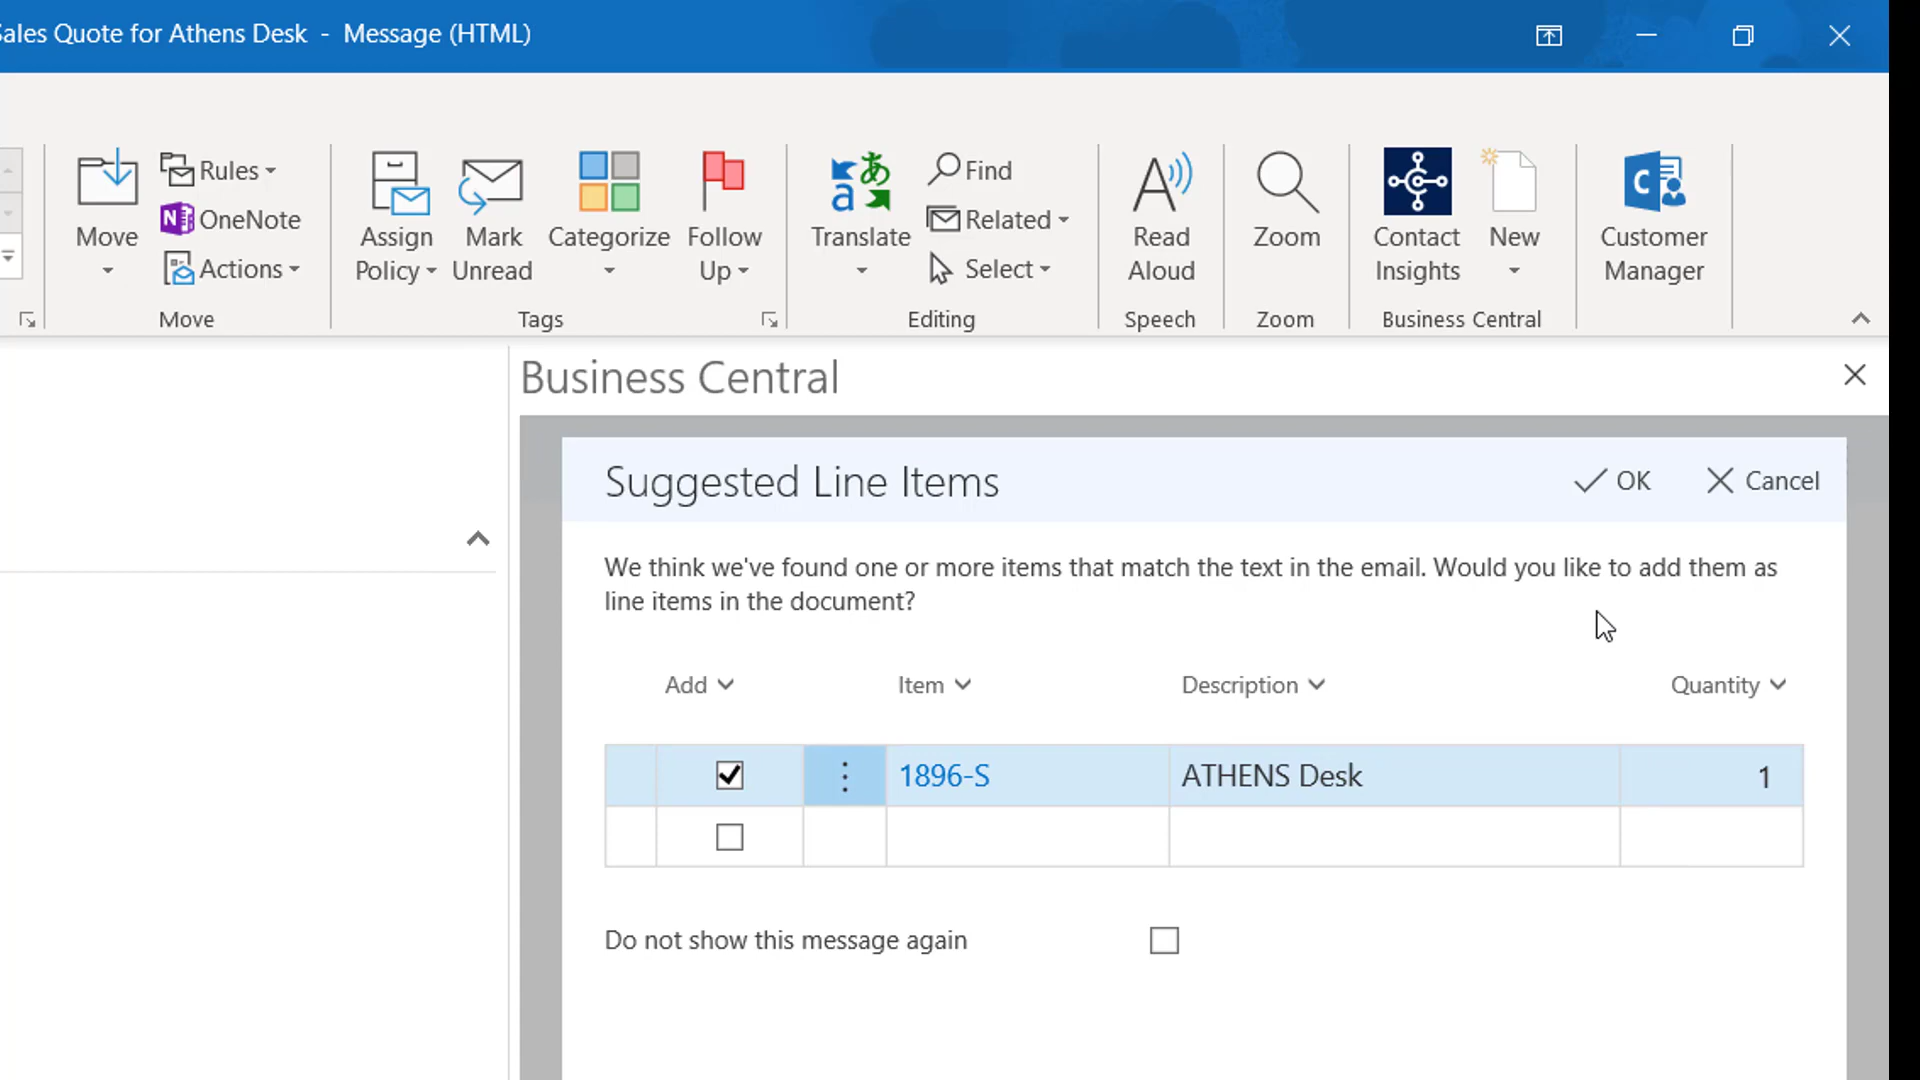 Sales Quote for Athens Desk - Message (HTML)
Rules
OneNote
Actions
Move
Assign Policy
Mark Unread
Categorize
Follow Up
Translate
Find
Related
Select
Read Aloud
Zoom
Contact Insights
New
Customer Manager
Move
Tags
Editing
Speech
Zoom
Business Central
Business Central
Suggested Line Items
OK
Cancel
We think we've found one or more items that match the text in the email. Would you like to add them as
line items in the document?
Add Item Description Quantity
1896-S ATHENS Desk 1
Do not show this message again